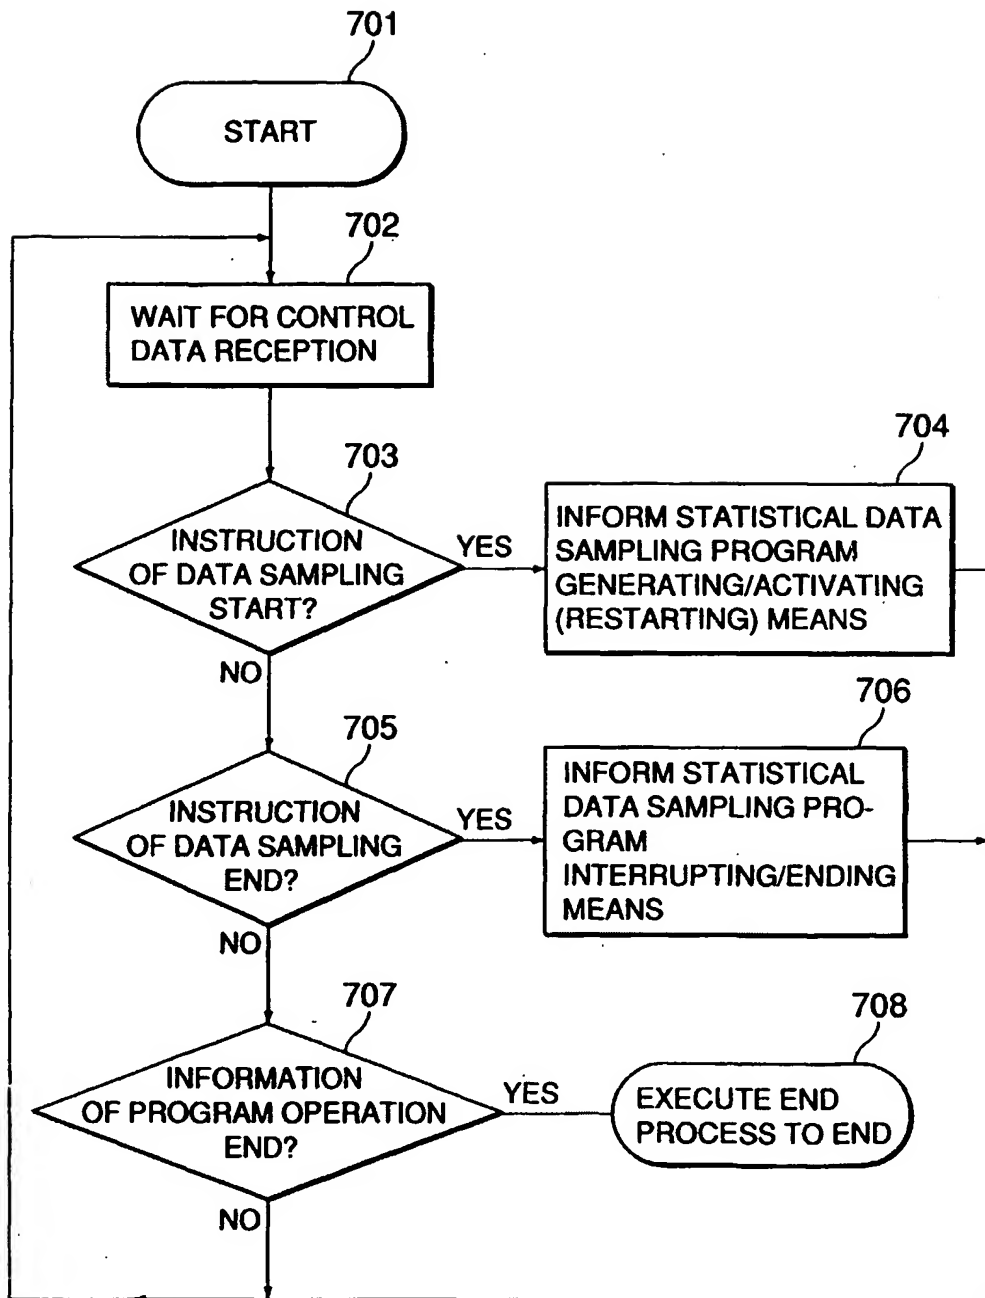 701
START
702
WAIT FOR CONTROL
DATA RECEPTION
703
INSTRUCTION
OF DATA SAMPLING
START?
YES
NO
704
INFORM STATISTICAL DATA
SAMPLING PROGRAM
GENERATING/ACTIVATING
(RESTARTING) MEANS
705
INSTRUCTION
OF DATA SAMPLING
END?
YES
NO
706
INFORM STATISTICAL
DATA SAMPLING PRO-
GRAM
INTERRUPTING/ENDING
MEANS
707
INFORMATION
OF PROGRAM OPERATION
END?
YES
NO
708
EXECUTE END
PROCESS TO END